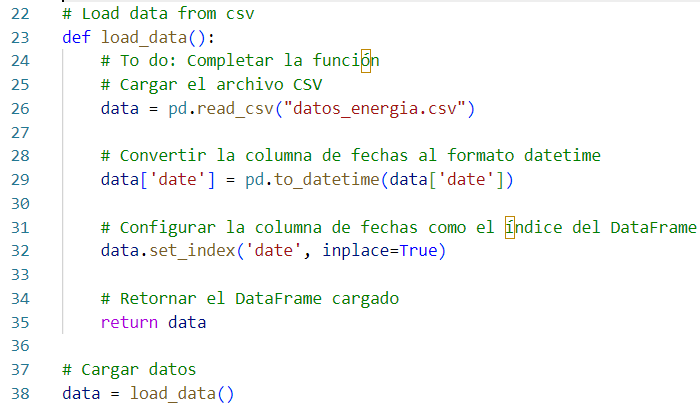 22 # Load data from csv
23 def load_data():
24     # To do: Completar la función
25     # Cargar el archivo CSV
26     data = pd.read_csv("datos_energia.csv")
27
28     # Convertir la columna de fechas al formato datetime
29     data['date'] = pd.to_datetime(data['date'])
30
31     # Configurar la columna de fechas como el índice del DataFrame
32     data.set_index('date', inplace=True)
33
34     # Retornar el DataFrame cargado
35     return data
36
37 # Cargar datos
38 data = load_data()